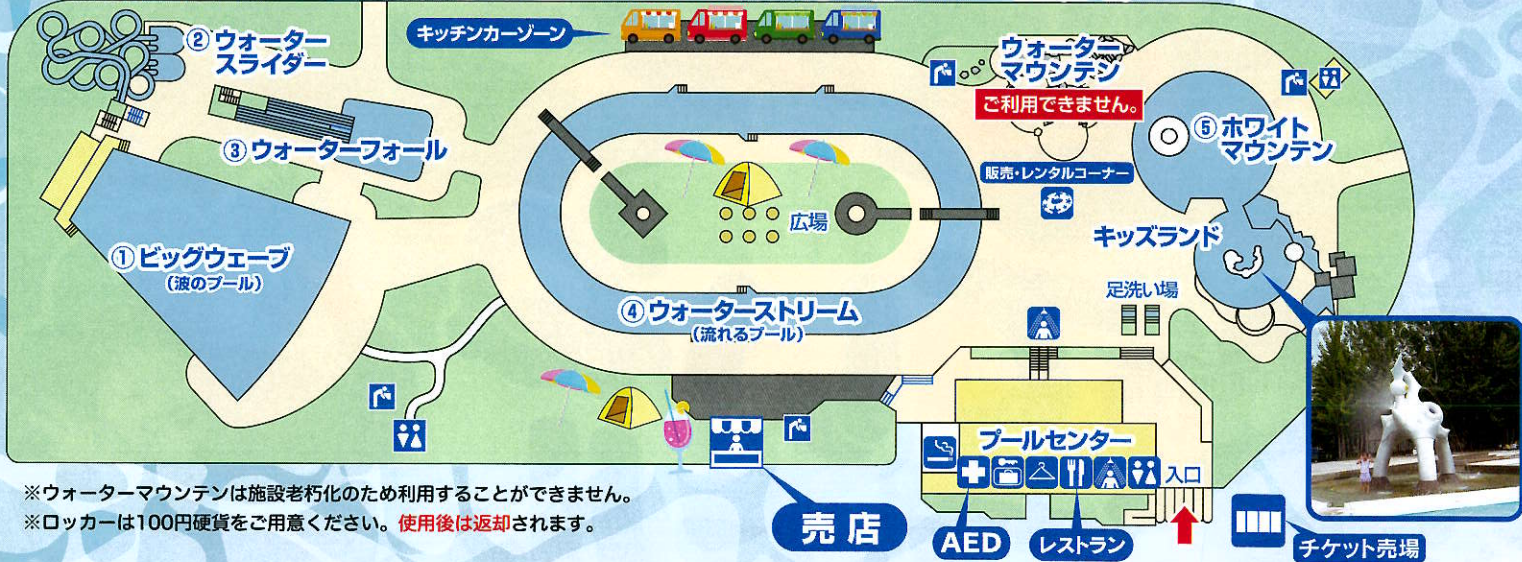 キッチンカーゾーン
②ウォーター
スライダー
ウォーター
マウンテン
ご利用できません。
⑤ホワイト
マウンテン
③ウォーターフォール
販売・レンタルコーナー
広場
キッズランド
①ビッグウェーブ
(波のプール)
足洗い場
④ウォーターストリーム
(流れるプール)
プールセンター
入口
※ウォーターマウンテンは施設老朽化のため利用することができません。
※ロッカーは100円硬貨をご用意ください。使用後は返却されます。
売店
AED
レストラン
チケット売場